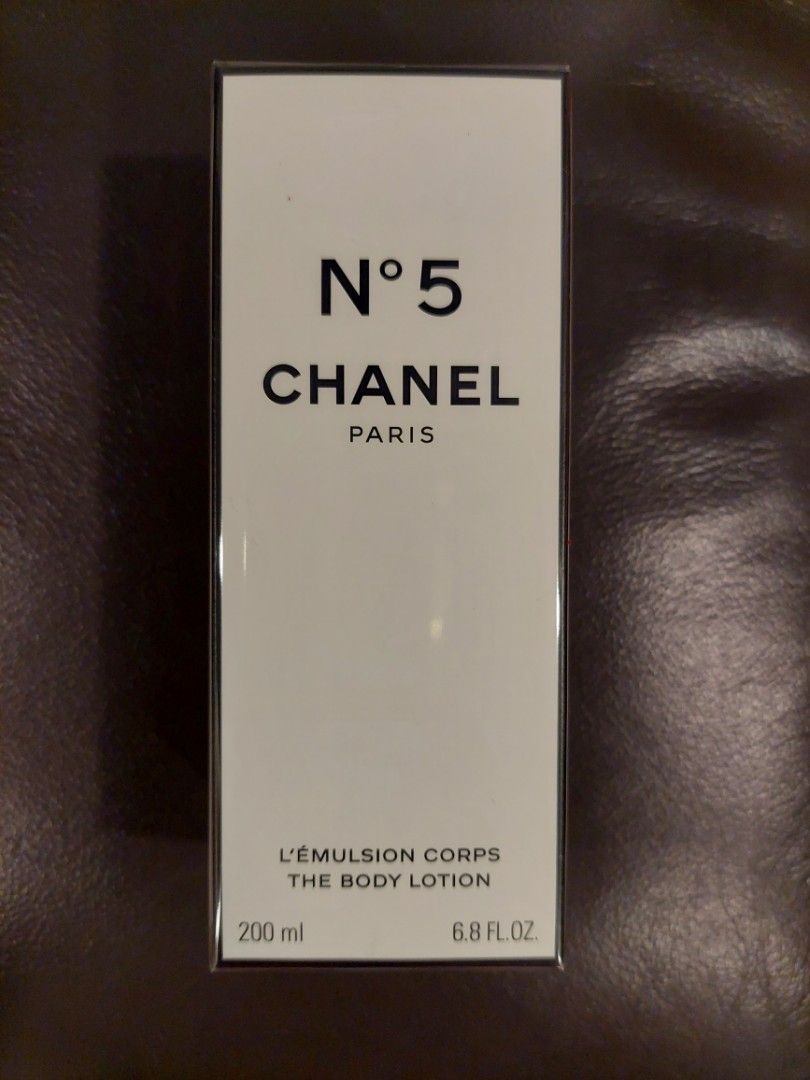 N° 5
CHANEL
PARIS
L'ÉMULSION CORPS
THE BODY LOTION
200 ml 6.8 FL.OZ.